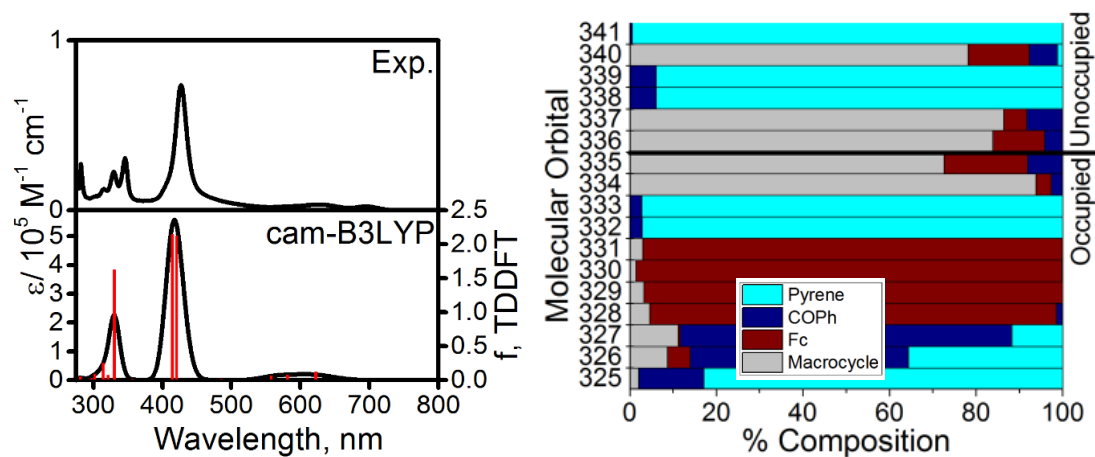 1
Exp.
0
2.5
cam-B3LYP
5
2.0
4
1.5
3
2
1.0
1
0.5
0
0.0
300 400 500 600 700 800
Wavelength, nm
ε/ 10⁵ M⁻¹ cm⁻¹
f, TDDFT
341
340
339
338
337
336
335
334
333
332
331
330
329
328
327
326
325
Molecular Orbital
Unoccupied
Occupied
Pyrene
COPh
Fc
Macrocycle
0 20 40 60 80 100
% Composition